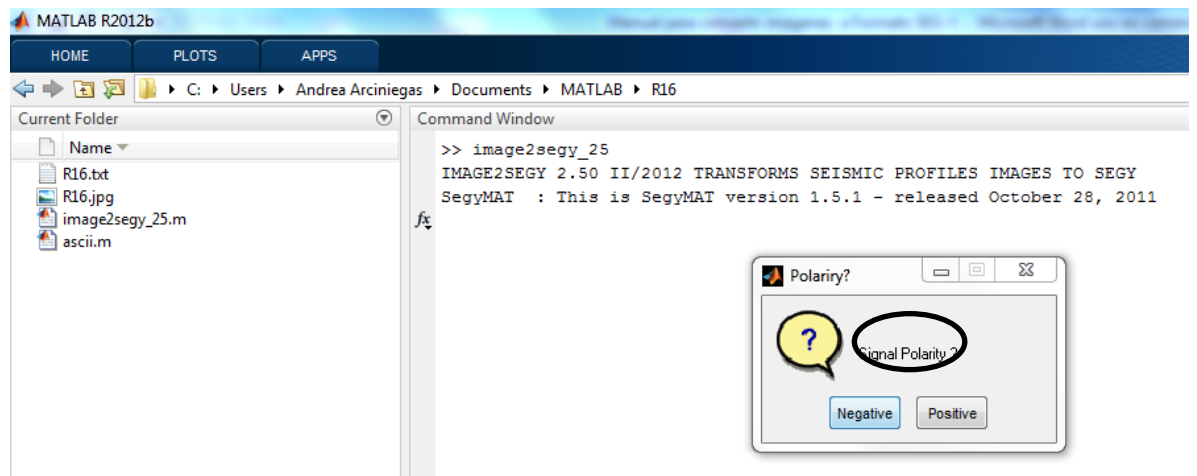 MATLAB R2012b
HOME PLOTS APPS
C: Users Andrea Arciniegas Documents MATLAB R16
Current Folder
Command Window
Name
R16.txt
R16.jpg
image2segy_25.m
ascii.m
>> image2segy_25
IMAGE2SEGY 2.50 II/2012 TRANSFORMS SEISMIC PROFILES IMAGES TO SEGY
SegyMAT : This is SegyMAT version 1.5.1 - released October 28, 2011
fx
Polariry?
?
Signal Polarity ?
Negative Positive